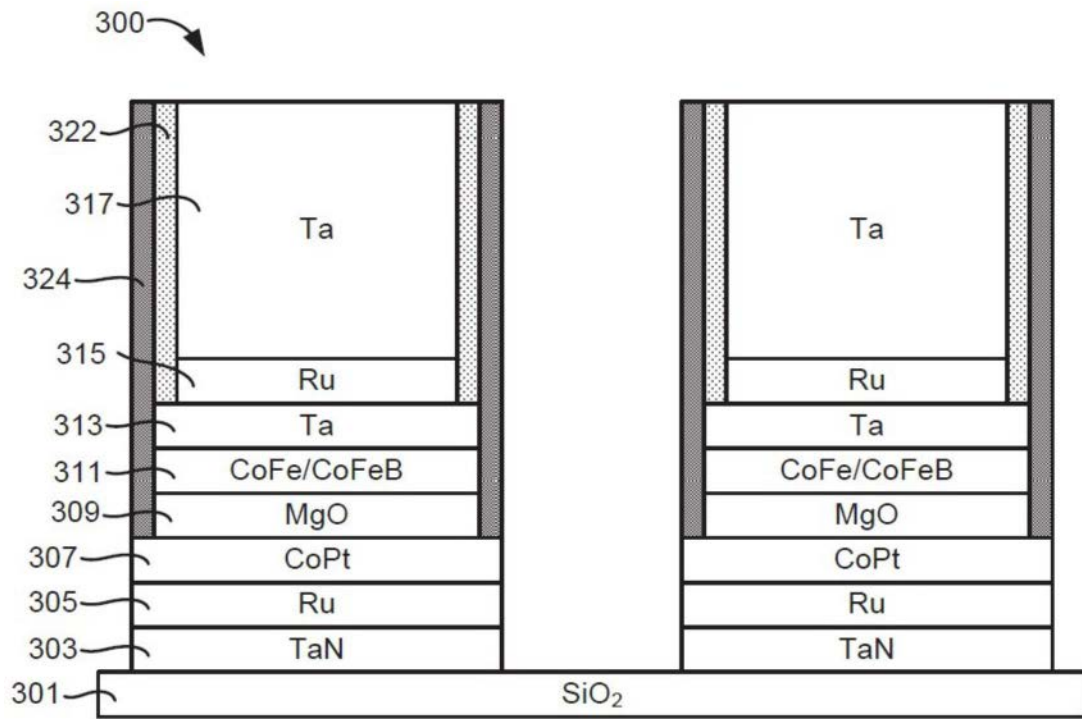 300
322
317 Ta Ta
324
315 Ru Ru
313 Ta Ta
311 CoFe/CoFeB CoFe/CoFeB
309 MgO MgO
307 CoPt CoPt
305 Ru Ru
303 TaN TaN
301 SiO₂